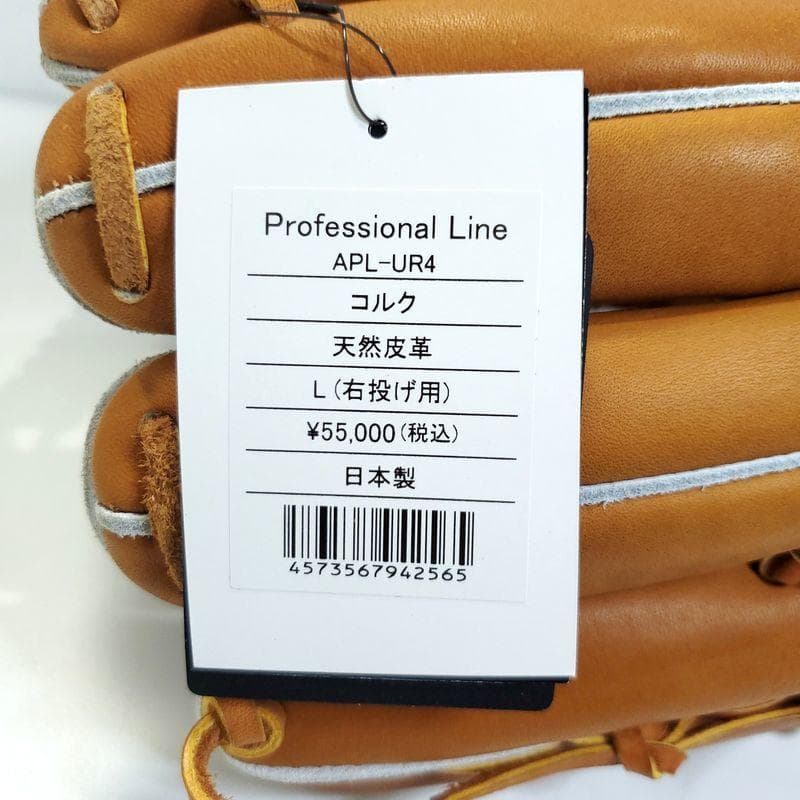 Professional Line
APL-UR4
コルク
天然皮革
L(右投げ用)
¥55,000(税込)
日本製
4573567942565